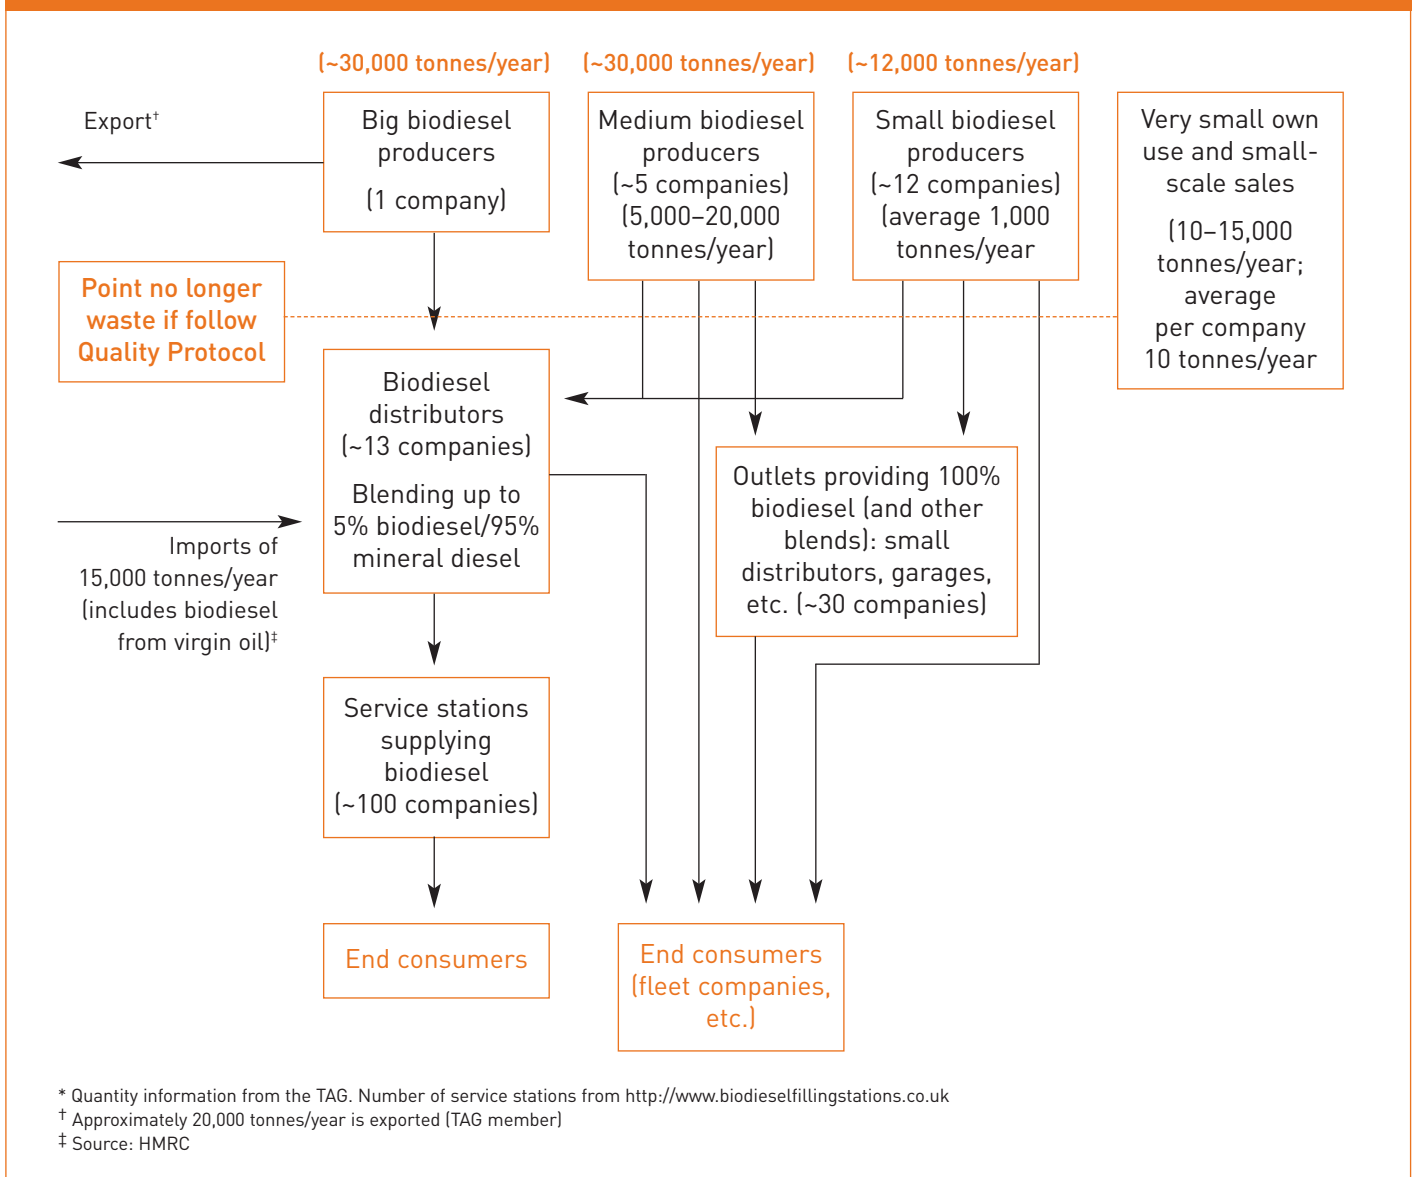 (~30,000 tonnes/year)
(~30,000 tonnes/year)
(~12,000 tonnes/year)
Export†
Big biodiesel
producers
(1 company)
Medium biodiesel
producers
(~5 companies)
(5,000–20,000
tonnes/year)
Small biodiesel
producers
(~12 companies)
(average 1,000
tonnes/year
Very small own
use and small-
scale sales
(10–15,000
tonnes/year;
average
per company
10 tonnes/year
Point no longer
waste if follow
Quality Protocol
Biodiesel
distributors
(~13 companies)
Blending up to
5% biodiesel/95%
mineral diesel
Outlets providing 100%
biodiesel (and other
blends): small
distributors, garages,
etc. (~30 companies)
Imports of
15,000 tonnes/year
(includes biodiesel
from virgin oil)‡
Service stations
supplying
biodiesel
(~100 companies)
End consumers
End consumers
(fleet companies,
etc.)
* Quantity information from the TAG. Number of service stations from http://www.biodieselfillingstations.co.uk
† Approximately 20,000 tonnes/year is exported (TAG member)
‡ Source: HMRC